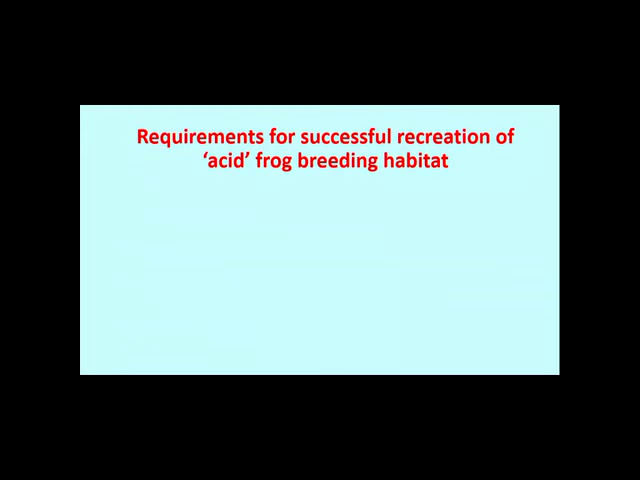 Requirements for successful recreation of
‘acid’ frog breeding habitat